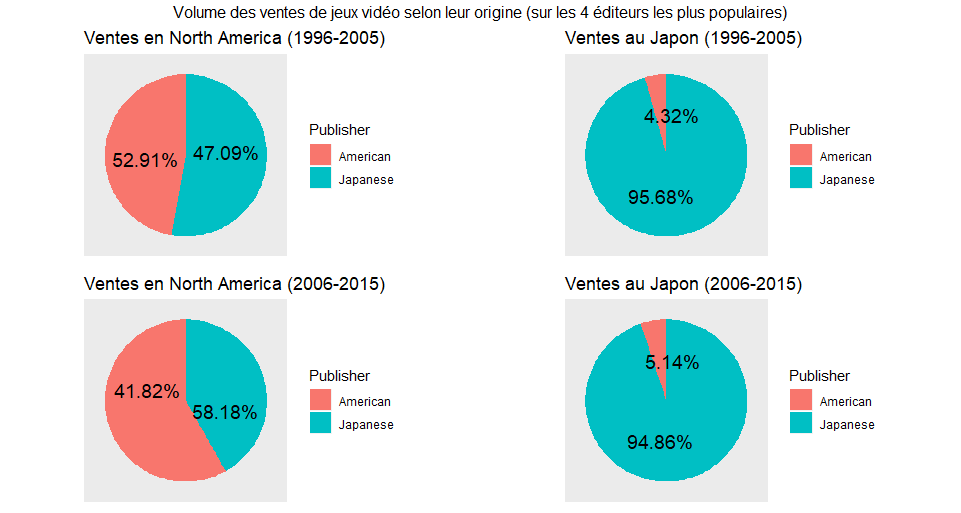 Volume des ventes de jeux vidéo selon leur origine (sur les 4 éditeurs les plus populaires)
Ventes en North America (1996-2005)
52.91%
47.09%
Publisher
American
Japanese
Ventes au Japon (1996-2005)
4.32%
95.68%
Publisher
American
Japanese
Ventes en North America (2006-2015)
41.82%
58.18%
Publisher
American
Japanese
Ventes au Japon (2006-2015)
5.14%
94.86%
Publisher
American
Japanese